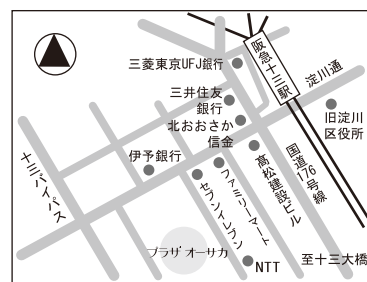 三菱東京UFJ銀行
阪急十三駅
淀川通
三井住友
銀行
北おおさか
信金
旧淀川
区役所
伊予銀行
十三バイパス
セブンイレブン
ファミリーマート
高松建設ビル
国道176号線
プラザオーサカ
NTT
至十三大橋